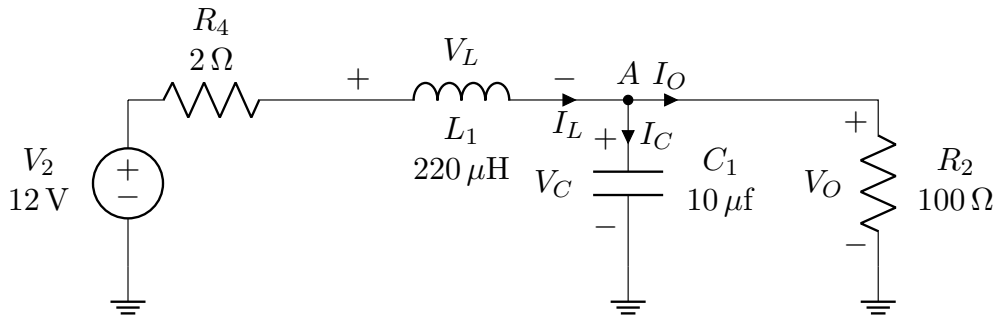 R4
2 Ω
V2
12 V
+
−
+
VL
−
L1
220 μH
IL
A
IO
+
IC
VC
−
C1
10 μf
+
VO
−
R2
100 Ω